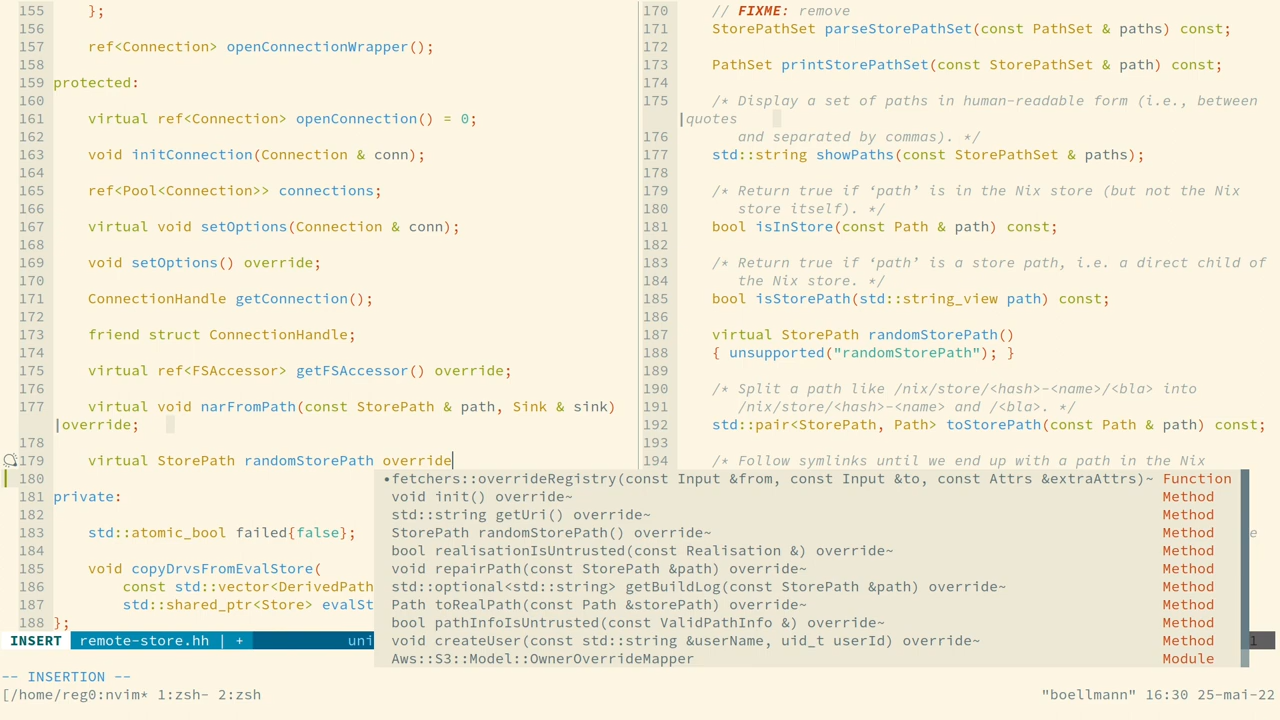 155     };
156
157     ref<Connection> openConnectionWrapper();
158
159 protected:
160
161     virtual ref<Connection> openConnection() = 0;
162
163     void initConnection(Connection & conn);
164
165     ref<Pool<Connection>> connections;
166
167     virtual void setOptions(Connection & conn);
168
169     void setOptions() override;
170
171     ConnectionHandle getConnection();
172
173     friend struct ConnectionHandle;
174
175     virtual ref<FSAccessor> getFSAccessor() override;
176
177     virtual void narFromPath(const StorePath & path, Sink & sink)
|override;
178
179     virtual StorePath randomStorePath override
180
181 private:
182
183     std::atomic_bool failed{false};
184
185     void copyDrvsFromEvalStore(
186         const std::vector<DerivedPath
187         std::shared_ptr<Store> evalSt
188 };
170     // FIXME: remove
171     StorePathSet parseStorePathSet(const PathSet & paths) const;
172
173     PathSet printStorePathSet(const StorePathSet & path) const;
174
175     /* Display a set of paths in human-readable form (i.e., between
|quotes
176        and separated by commas). */
177     std::string showPaths(const StorePathSet & paths);
178
179     /* Return true if ‘path’ is in the Nix store (but not the Nix
180        store itself). */
181     bool isInStore(const Path & path) const;
182
183     /* Return true if ‘path’ is a store path, i.e. a direct child of
184        the Nix store. */
185     bool isStorePath(std::string_view path) const;
186
187     virtual StorePath randomStorePath()
188     { unsupported("randomStorePath"); }
189
190     /* Split a path like /nix/store/<hash>-<name>/<bla> into
191        /nix/store/<hash>-<name> and /<bla>. */
192     std::pair<StorePath, Path> toStorePath(const Path & path) const;
193
194     /* Follow symlinks until we end up with a path in the Nix
•fetchers::overrideRegistry(const Input &from, const Input &to, const Attrs &extraAttrs)~ Function
void init() override~ Method
std::string getUri() override~ Method
StorePath randomStorePath() override~ Method
bool realisationIsUntrusted(const Realisation &) override~ Method
void repairPath(const StorePath &path) override~ Method
std::optional<std::string> getBuildLog(const StorePath &path) override~ Method
Path toRealPath(const Path &storePath) override~ Method
bool pathInfoIsUntrusted(const ValidPathInfo &) override~ Method
void createUser(const std::string &userName, uid_t userId) override~ Method
Aws::S3::Model::OwnerOverrideMapper Module
e
INSERT remote-store.hh | + uni 1
-- INSERTION --
[/home/reg0:nvim* 1:zsh- 2:zsh "boellmann" 16:30 25-mai-22